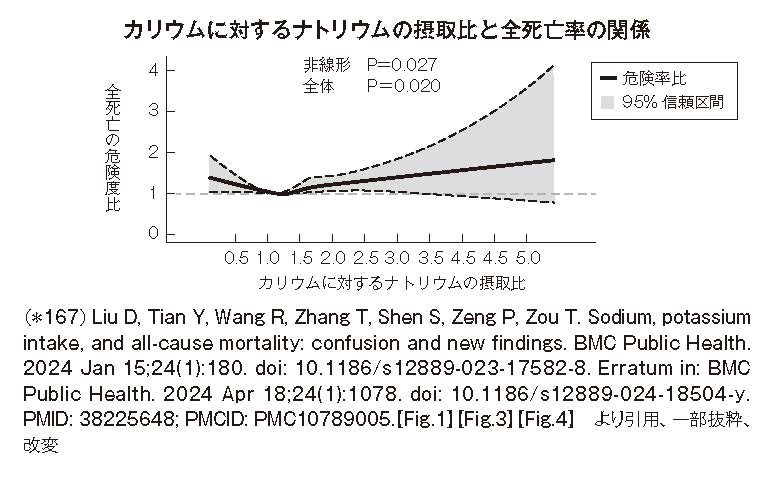 カリウムに対するナトリウムの摂取比と全死亡率の関係
非線形 P=0.027
全体 P=0.020
危険率比
95% 信頼区間
全死亡の危険度比
4
3
2
1
0
0.5 1.0 1.5 2.0 2.5 3.0 3.5 4.5 4.5 5.0
カリウムに対するナトリウムの摂取比
(*167) Liu D, Tian Y, Wang R, Zhang T, Shen S, Zeng P, Zou T. Sodium, potassium
intake, and all-cause mortality: confusion and new findings. BMC Public Health.
2024 Jan 15;24(1):180. doi: 10.1186/s12889-023-17582-8. Erratum in: BMC
Public Health. 2024 Apr 18;24(1):1078. doi: 10.1186/s12889-024-18504-y.
PMID: 38225648; PMCID: PMC10789005.【Fig.1】【Fig.3】【Fig.4】 より引用、一部抜粋、
改変